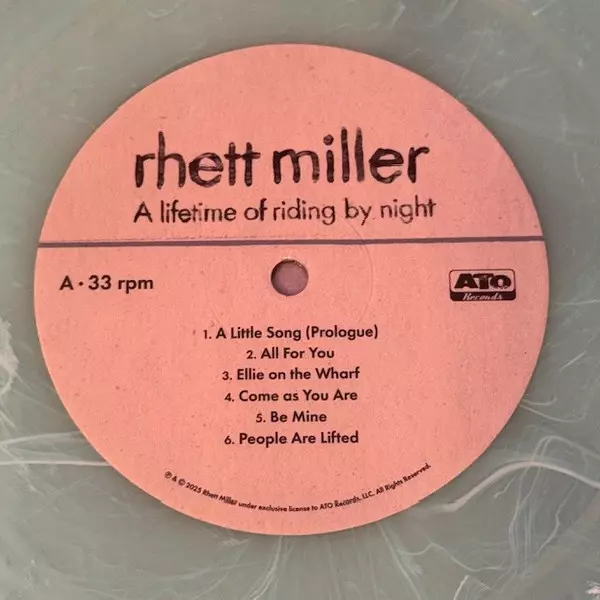 rhett miller
A lifetime of riding by night
A · 33 rpm
ATO
Records
1. A Little Song (Prologue)
2. All For You
3. Ellie on the Wharf
4. Come as You Are
5. Be Mine
6. People Are Lifted
℗ & © 2025 Rhett Miller under exclusive license to ATO Records, LLC. All Rights Reserved.